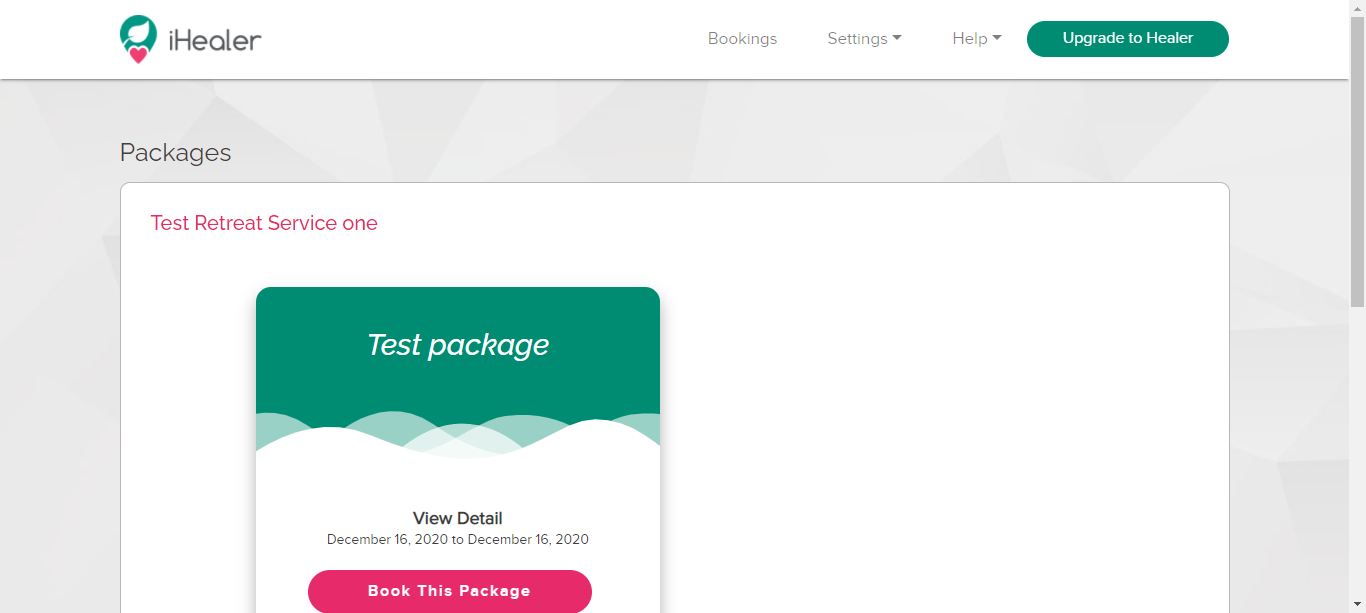 iHealer
Bookings
Settings
Help
Upgrade to Healer
Packages
Test Retreat Service one
Test package
View Detail
December 16, 2020 to December 16, 2020
Book This Package